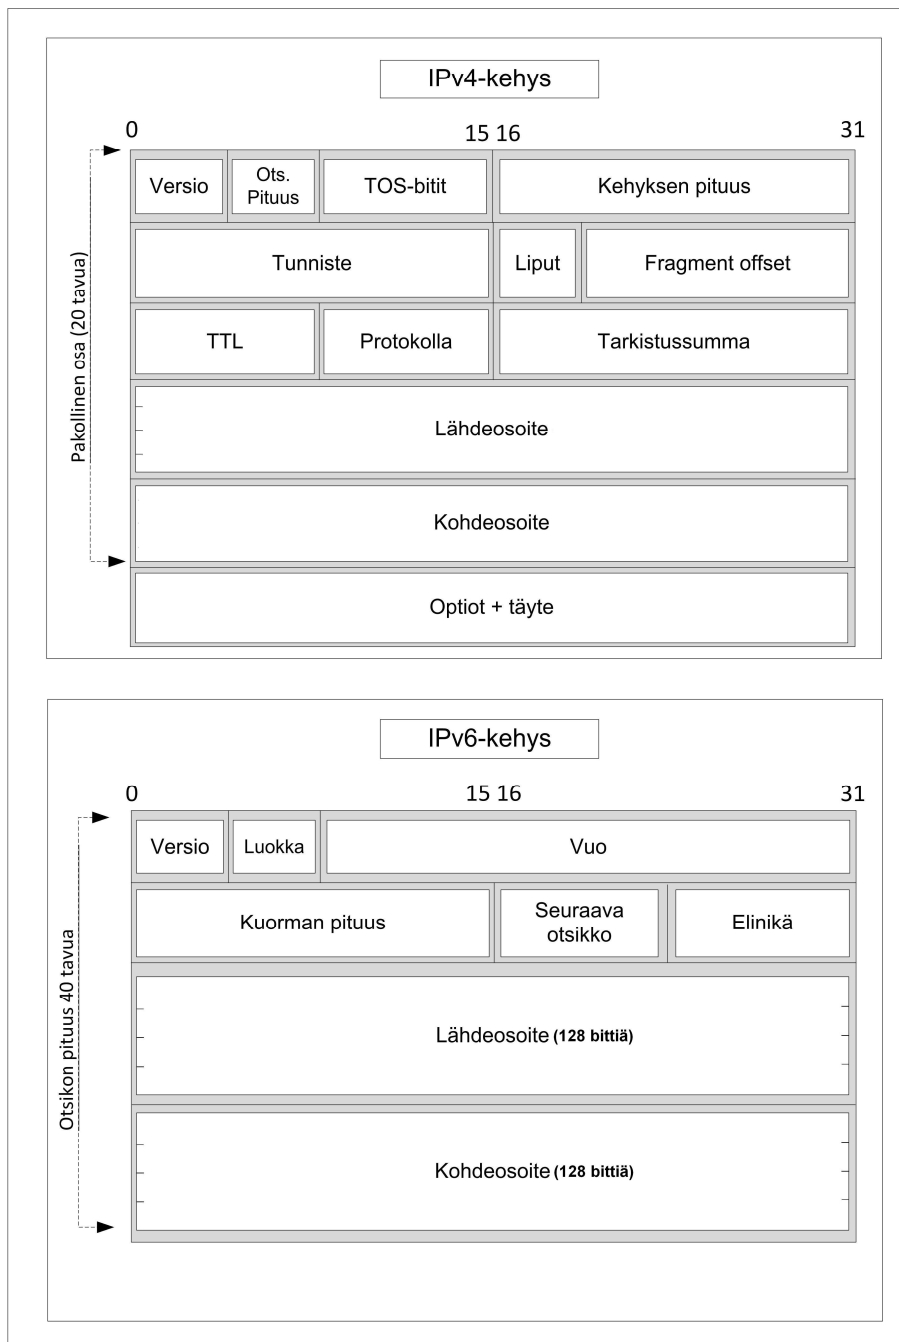 IPv4-kehys
0 15 16 31
Versio Ots. Pituus TOS-bitit Kehyksen pituus
Tunniste Liput Fragment offset
TTL Protokolla Tarkistussumma
Lähdeosoite
Kohdeosoite
Optiot + täyte
Pakollinen osa (20 tavua)
IPv6-kehys
0 15 16 31
Versio Luokka Vuo
Kuorman pituus Seuraava otsikko Elinikä
Lähdeosoite (128 bittiä)
Kohdeosoite (128 bittiä)
Otsikon pituus 40 tavua